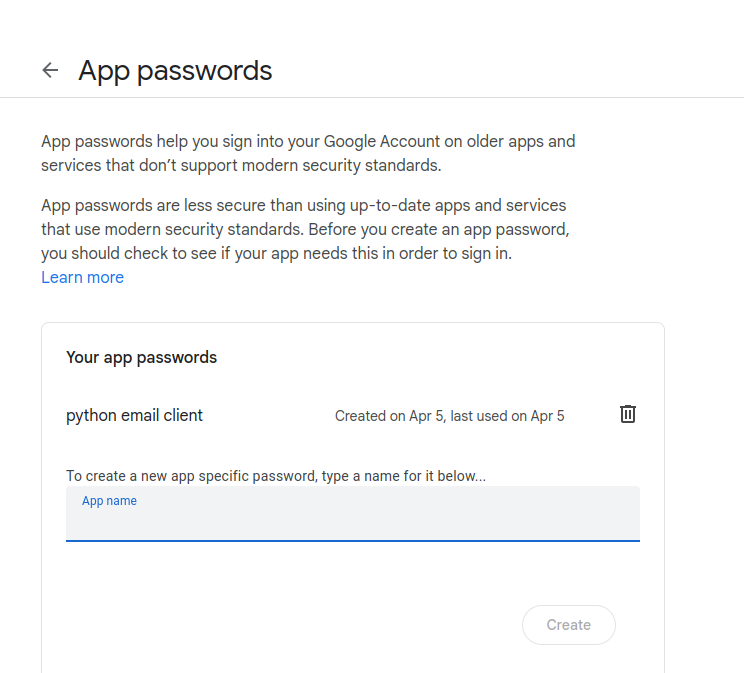 App passwords
App passwords help you sign into your Google Account on older apps and
services that don’t support modern security standards.
App passwords are less secure than using up-to-date apps and services
that use modern security standards. Before you create an app password,
you should check to see if your app needs this in order to sign in.
Learn more
Your app passwords
python email client Created on Apr 5, last used on Apr 5
To create a new app specific password, type a name for it below...
App name
Create